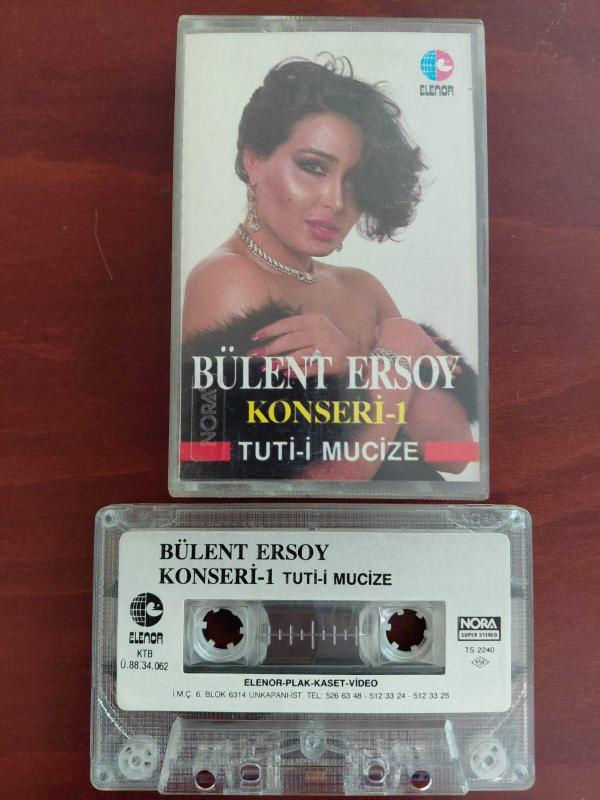 ELENOR
BÜLENT ERSOY
KONSERİ-1
TUTİ-İ MUCİZE
NORA
BÜLENT ERSOY
KONSERİ-1 TUTİ-İ MUCİZE
ELENOR
KTB
Ü.88.34.062
NORA
SUPER STEREO
TS 2240
TSE
ELENOR-PLAK-KASET-VİDEO
İ.M.Ç. 6. BLOK 6314 UNKAPANI-İST. TEL: 526 63 48 - 512 33 24 - 512 33 25